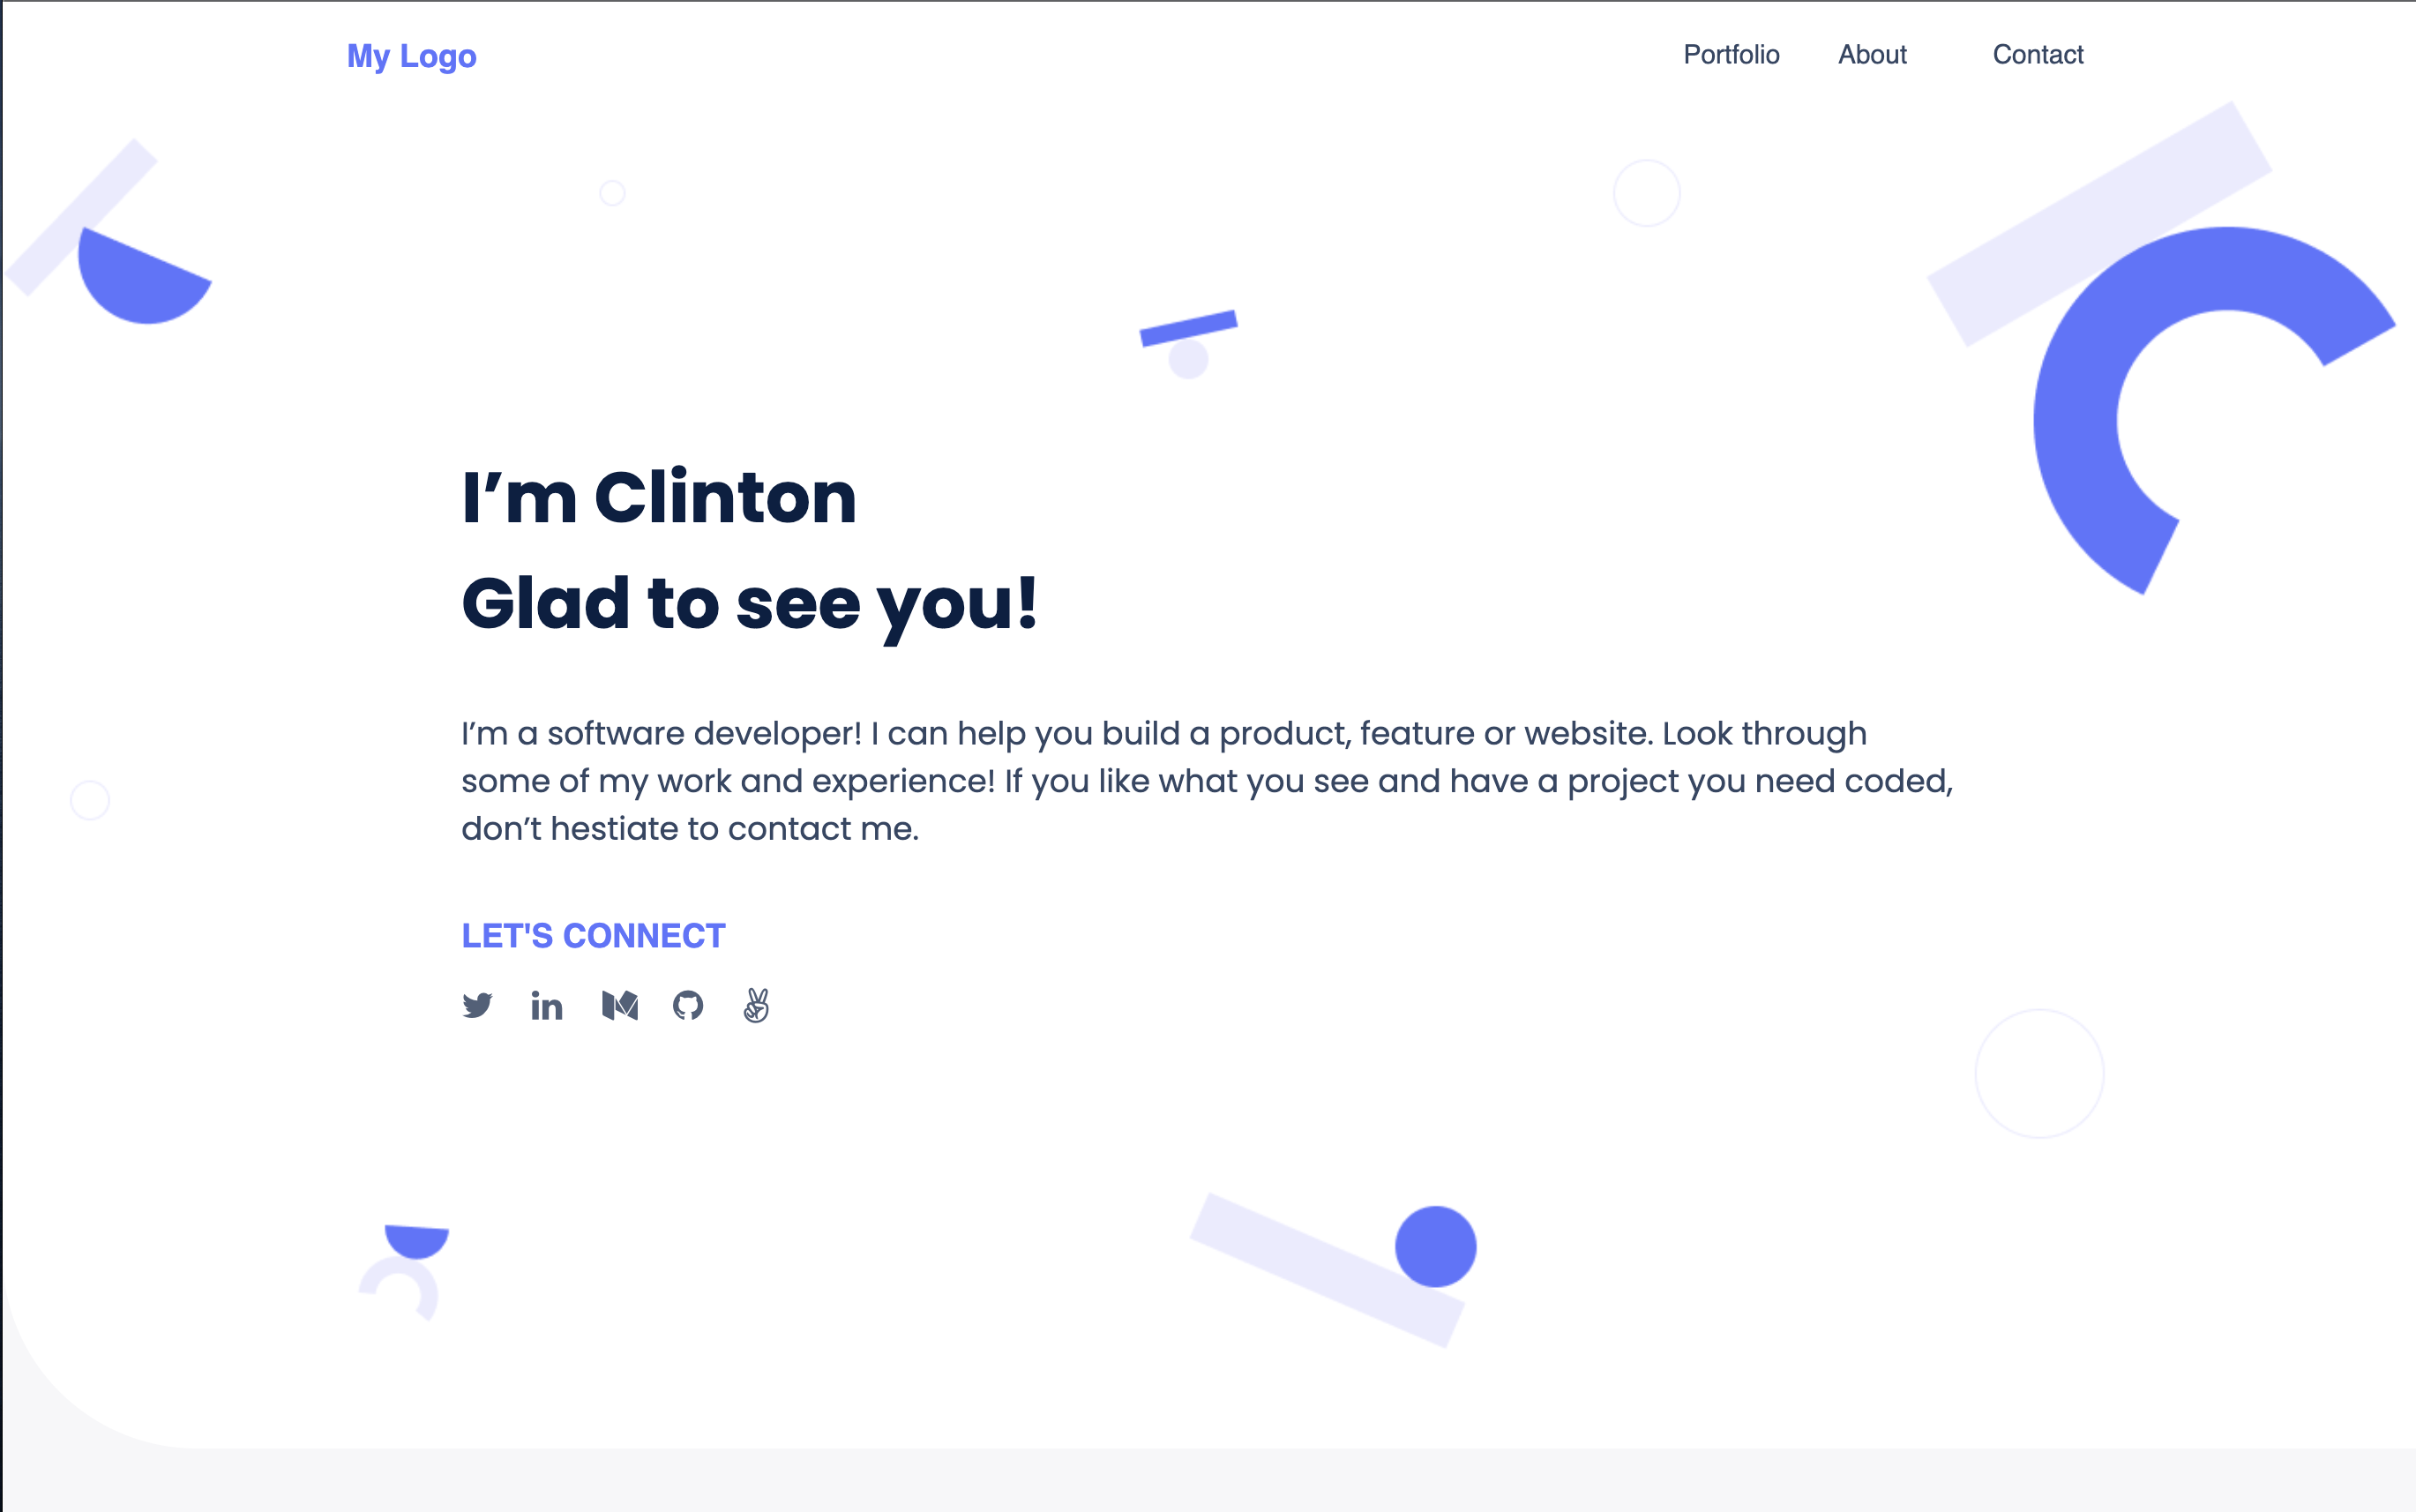 My Logo
Portfolio About Contact
I’m Clinton
Glad to see you!
I’m a software developer! I can help you build a product, feature or website. Look through
some of my work and experience! If you like what you see and have a project you need coded,
don’t hestiate to contact me.
LET'S CONNECT